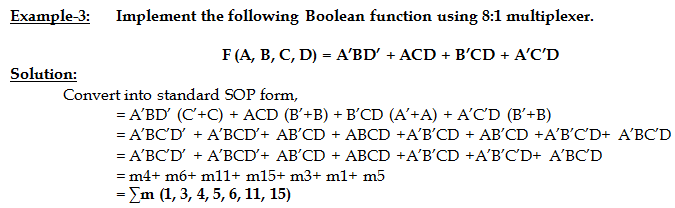 Example-3: Implement the following Boolean function using 8:1 multiplexer.
F (A, B, C, D) = A′BD′ + ACD + B′CD + A′C′D
Solution:
Convert into standard SOP form,
= A′BD′ (C′+C) + ACD (B′+B) + B′CD (A′+A) + A′C′D (B′+B)
= A′BC′D′ + A′BCD′+ AB′CD + ABCD +A′B′CD + AB′CD +A′B′C′D+ A′BC′D
= A′BC′D′ + A′BCD′+ AB′CD + ABCD +A′B′CD +A′B′C′D+ A′BC′D
= m4+ m6+ m11+ m15+ m3+ m1+ m5
= ∑m (1, 3, 4, 5, 6, 11, 15)